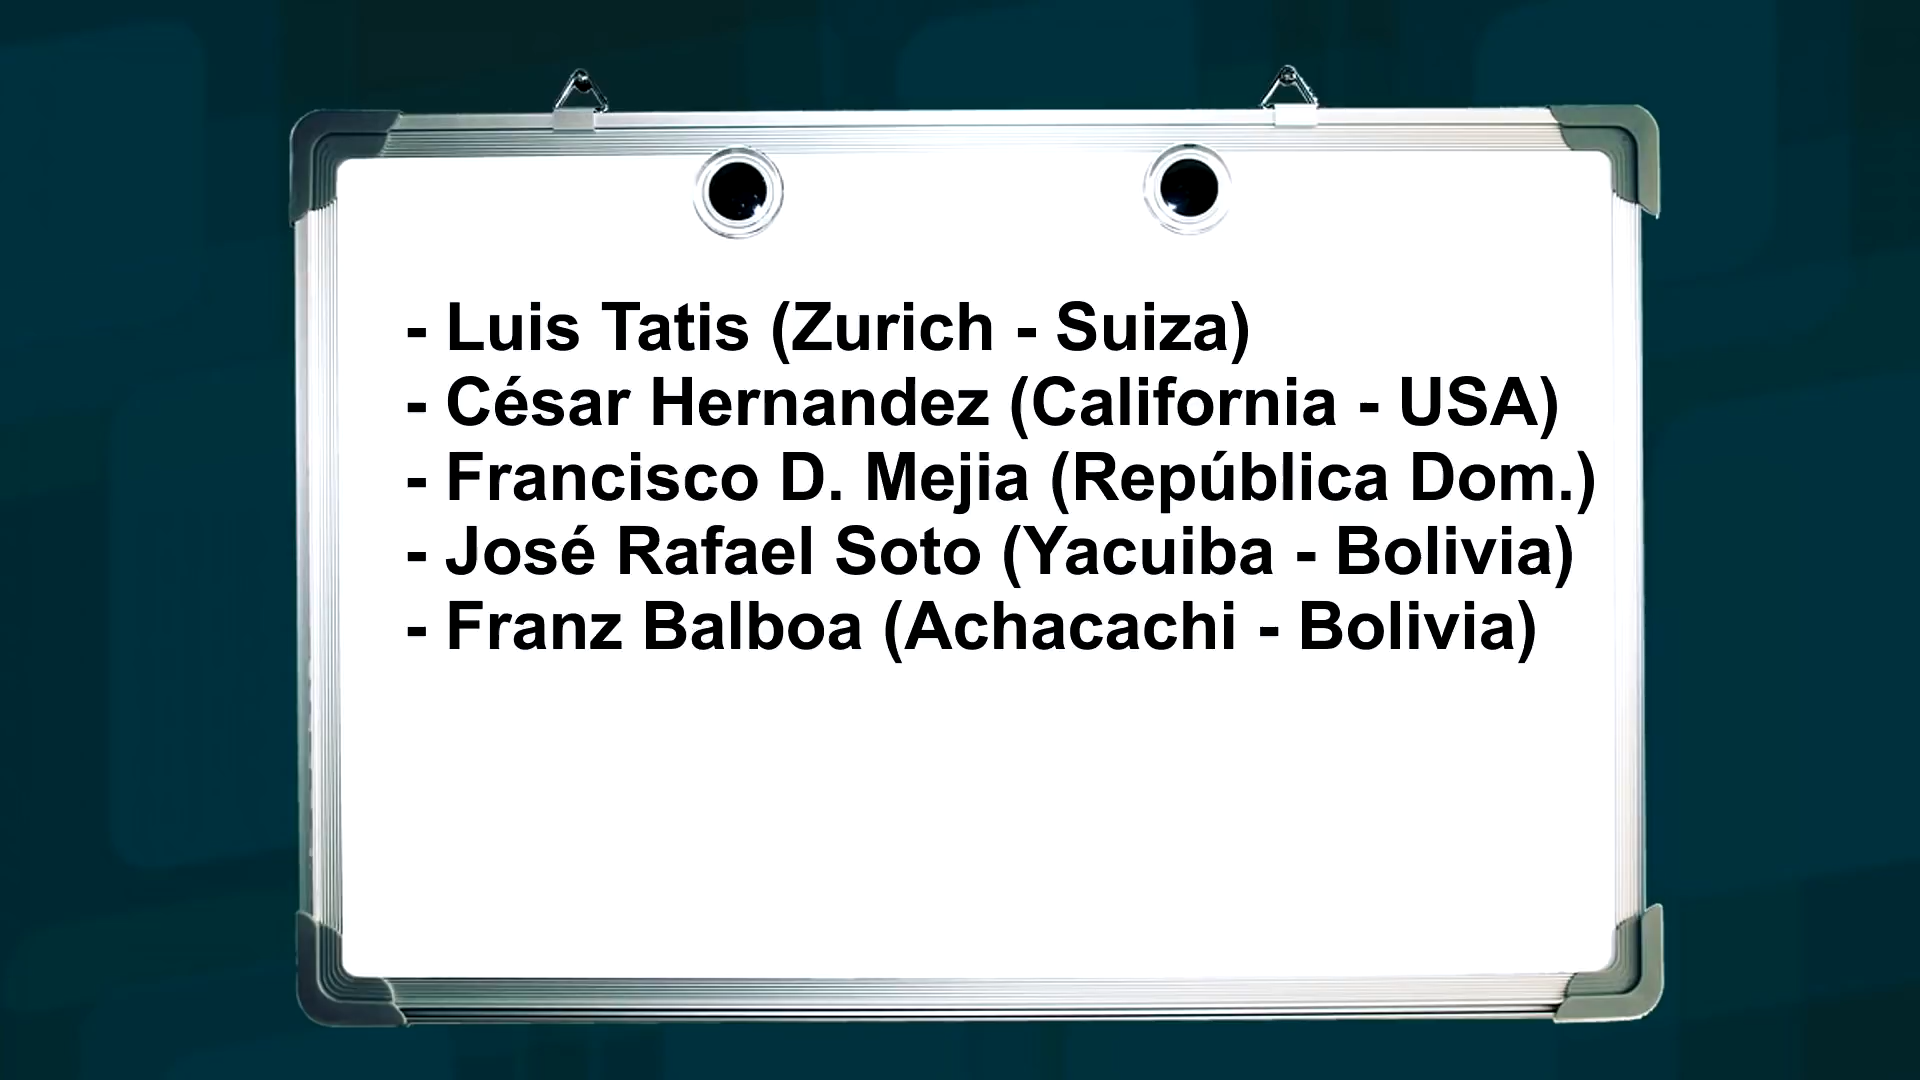 - Luis Tatis (Zurich - Suiza)
- César Hernandez (California - USA)
- Francisco D. Mejia (República Dom.)
- José Rafael Soto (Yacuiba - Bolivia)
- Franz Balboa (Achacachi - Bolivia)